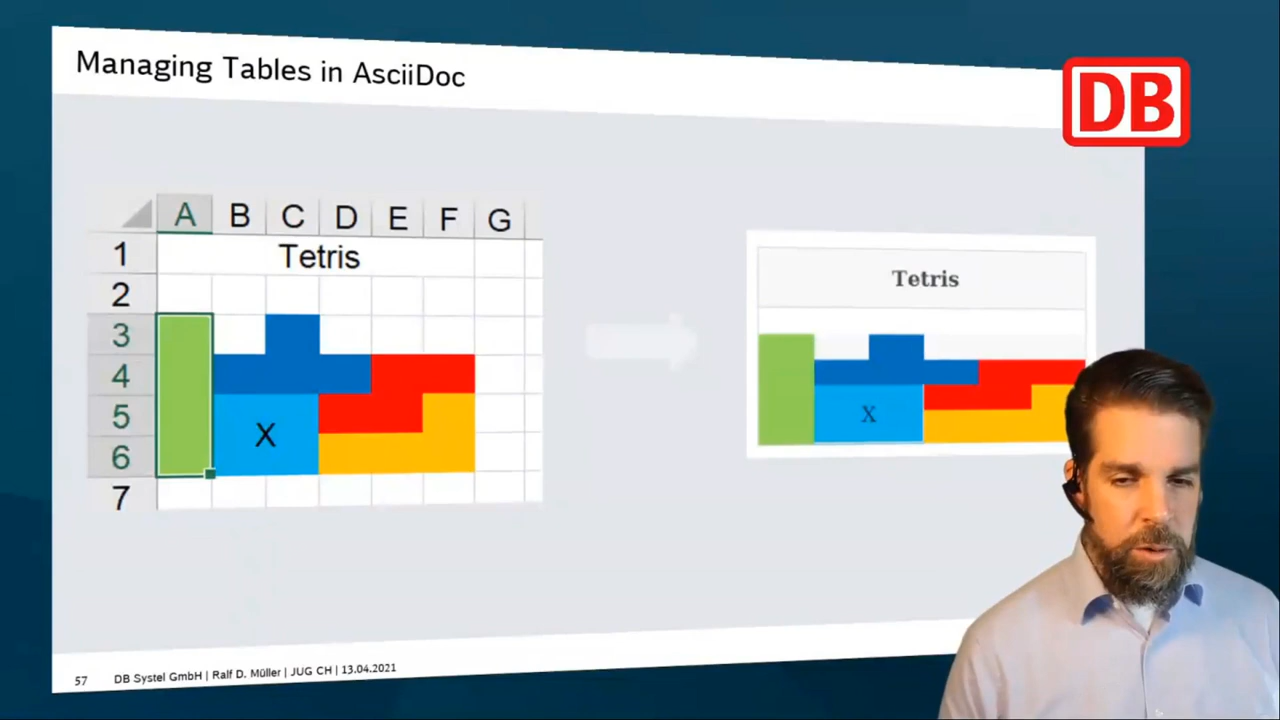 Managing Tables in AsciiDoc
DB
A B C D E F G
1 Tetris
2
3
4
5 X
6
7
Tetris
X
57 DB Systel GmbH | Ralf D. Müller | JUG CH | 13.04.2021